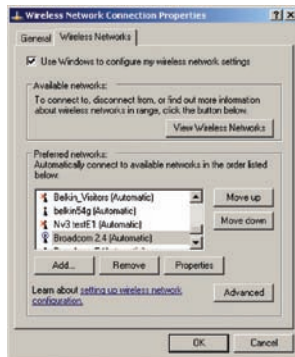 Wireless Network Connection Properties
General
Wireless Networks
Use Windows to configure my wireless network settings
Available networks:
To connect to, disconnect from, or find out more information
about wireless networks in range, click the button below.
View Wireless Networks
Preferred networks:
Automatically connect to available networks in the order listed
below:
Belkin_Visitors (Automatic)
belkin54g (Automatic)
Nv3 testE1 (Automatic)
Broadcom 2.4 (Automatic)
Move up
Move down
Add...
Remove
Properties
Learn about setting up wireless network
configuration.
Advanced
OK
Cancel